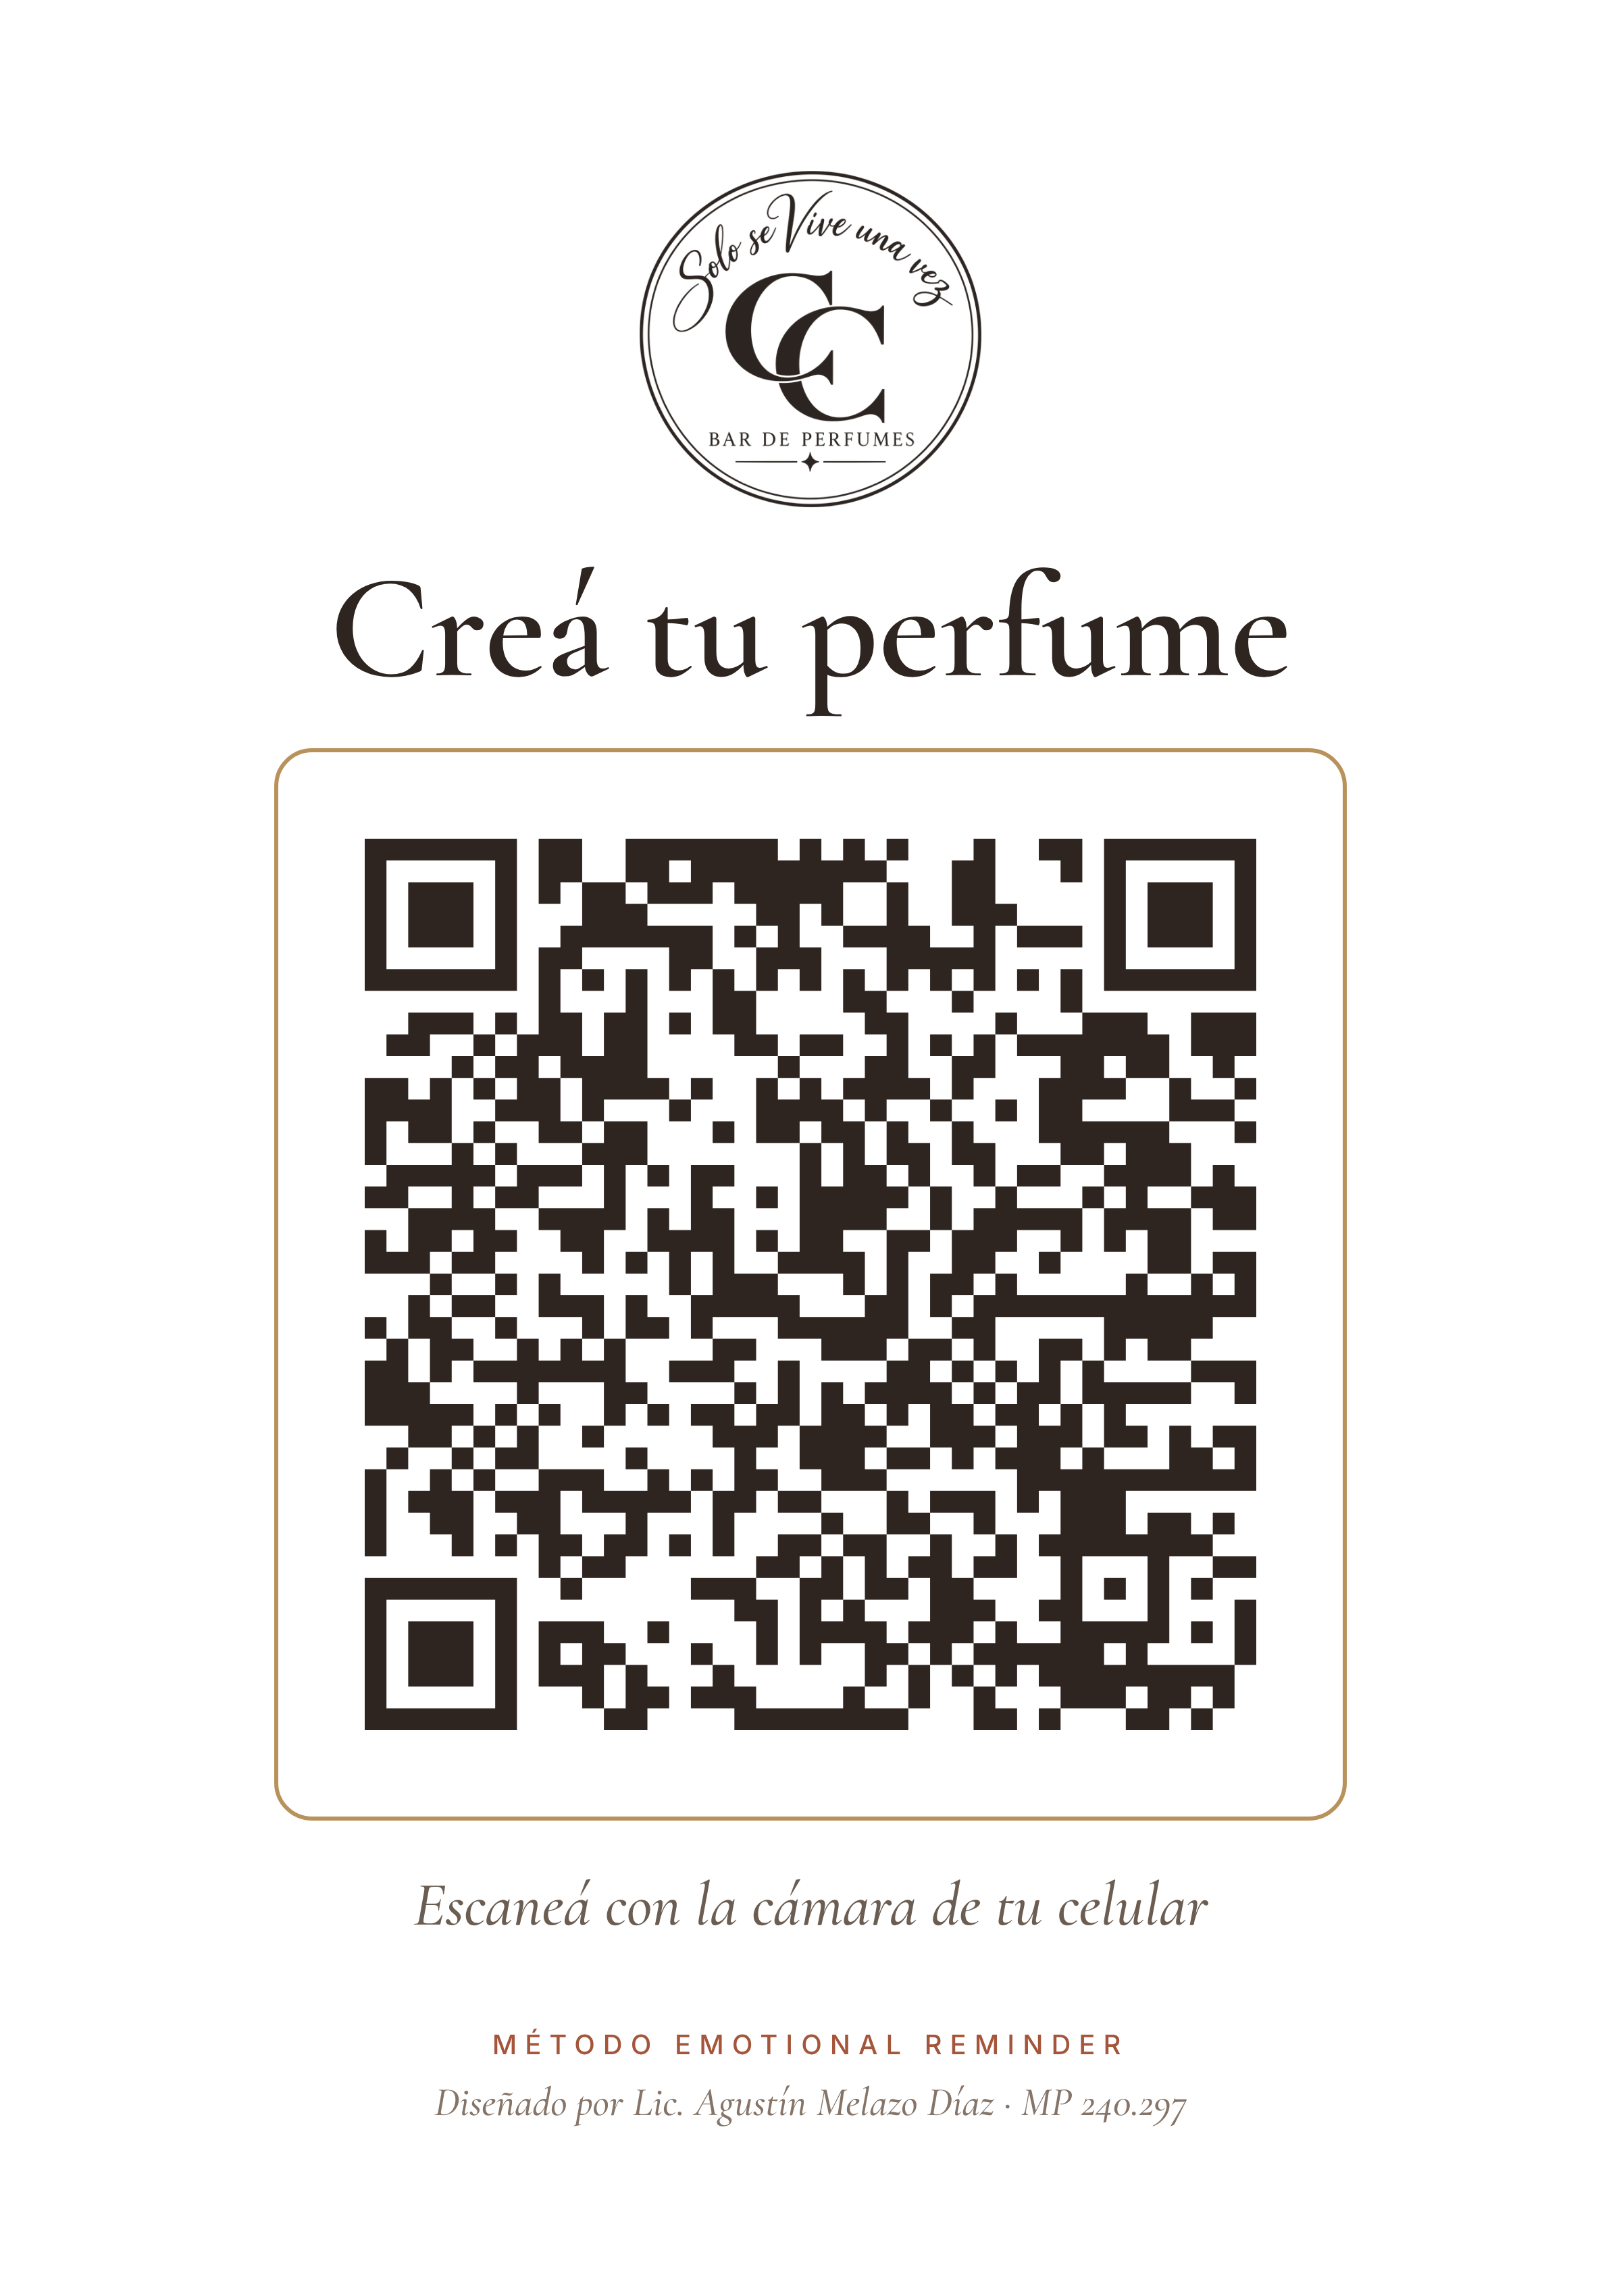 Solo se Vive una vez
CC
BAR DE PERFUMES
Creá tu perfume
Escaneá con la cámara de tu celular
MÉTODO EMOTIONAL REMINDER
Diseñado por Lic. Agustín Melazo Díaz · MP 240.297